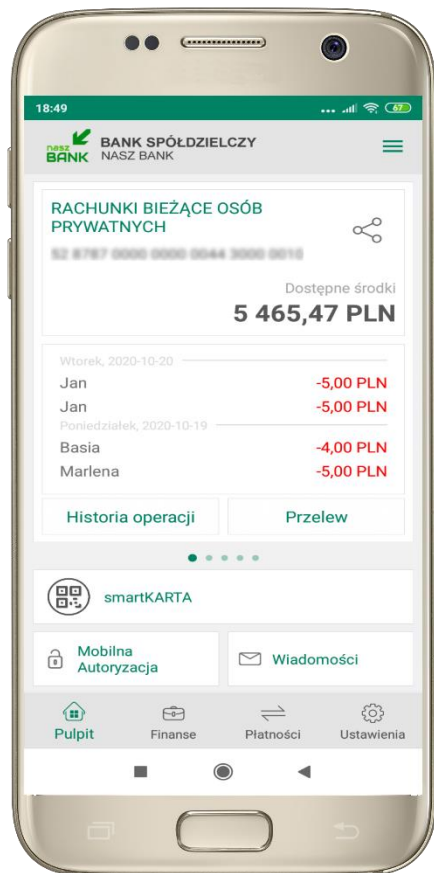 18:49
67
nasz BANK
BANK SPÓŁDZIELCZY
NASZ BANK
RACHUNKI BIEŻĄCE OSÓB
PRYWATNYCH
Dostępne środki
5 465,47 PLN
Wtorek, 2020-10-20
Jan -5,00 PLN
Jan -5,00 PLN
Poniedziałek, 2020-10-19
Basia -4,00 PLN
Marlena -5,00 PLN
Historia operacji Przelew
smartKARTA
Mobilna
Autoryzacja
Wiadomości
Pulpit Finanse Płatności Ustawienia